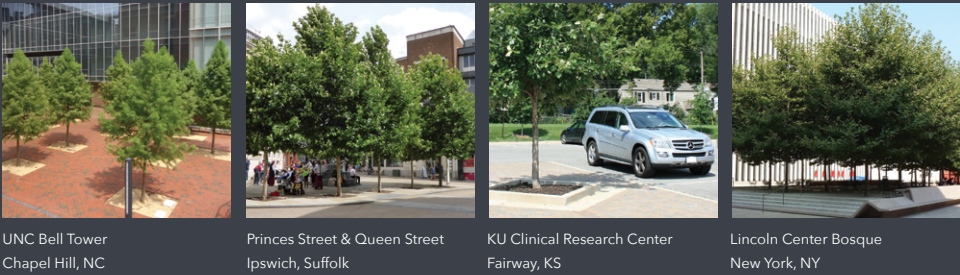 UNC Bell Tower
Chapel Hill, NC
Princes Street & Queen Street
Ipswich, Suffolk
KU Clinical Research Center
Fairway, KS
Lincoln Center Bosque
New York, NY